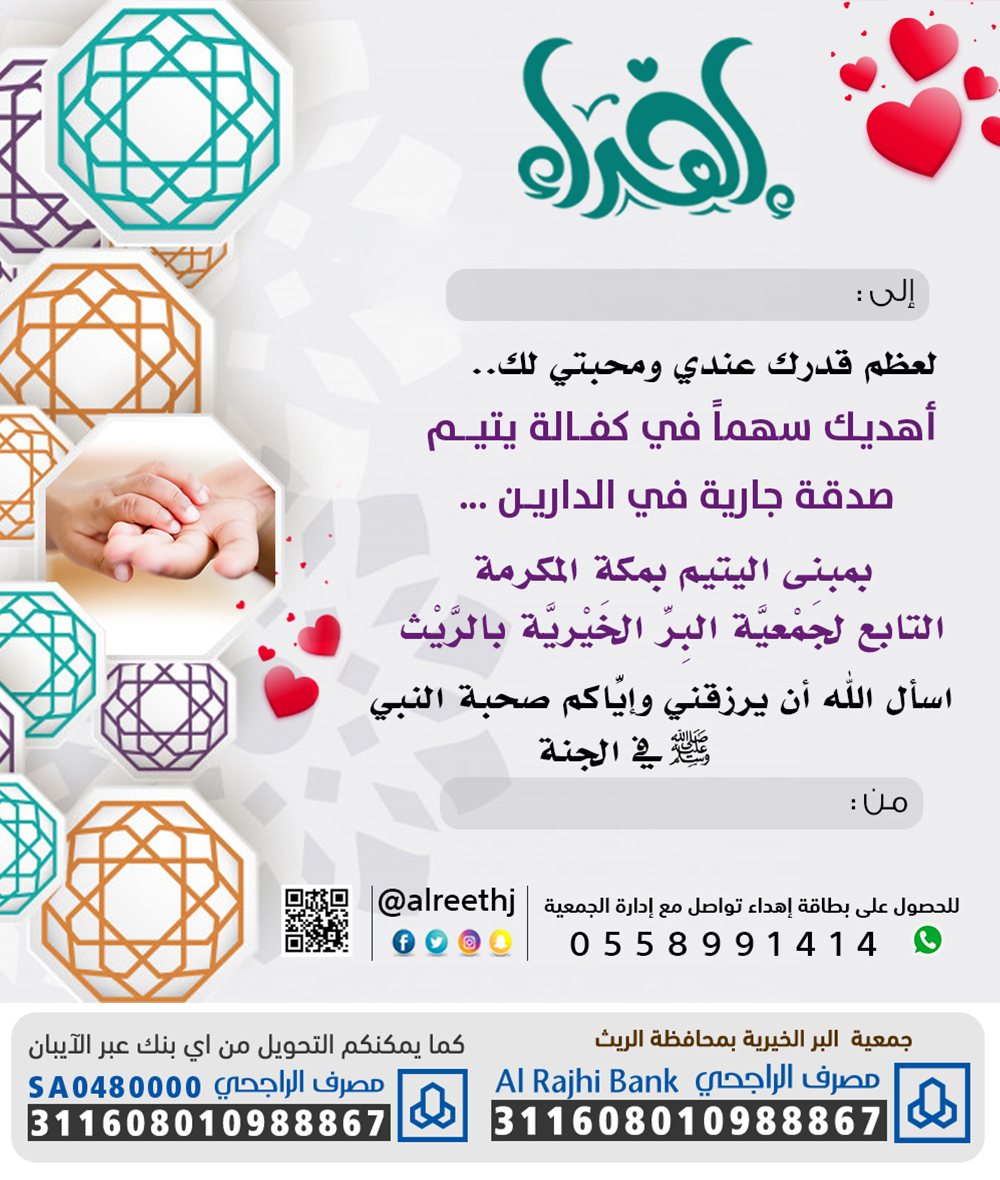 إهداء
إلى :
لعظم قدرك عندي ومحبتي لك..
أهديك سهماً في كفالة يتيم
صدقة جارية في الدارين ...
بمبنى اليتيم بمكة المكرمة
التابع لجَمْعيَّة البِرِّ الخَيْريَّة بالرَّيْث
اسأل الله أن يرزقني وإيّاكم صحبة النبي
ﷺ في الجنة
من :
للحصول على بطاقة إهداء تواصل مع إدارة الجمعية
0558991414
@alreethj
جمعية البر الخيرية بمحافظة الريث
مصرف الراجحي Al Rajhi Bank
311608010988867
كما يمكنكم التحويل من اي بنك عبر الآيبان
مصرف الراجحي SA0480000
311608010988867